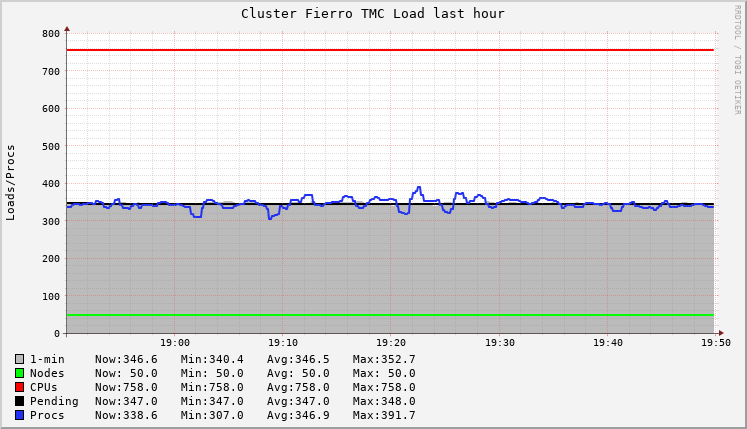 Cluster Fierro TMC Load last hour
RRDTOOL / TOBI OETIKER
Loads/Procs
800
700
600
500
400
300
200
100
0
19:00 19:10 19:20 19:30 19:40 19:50
1-min Now:346.6 Min:340.4 Avg:346.5 Max:352.7
Nodes Now: 50.0 Min: 50.0 Avg: 50.0 Max: 50.0
CPUs Now:758.0 Min:758.0 Avg:758.0 Max:758.0
Pending Now:347.0 Min:347.0 Avg:347.0 Max:348.0
Procs Now:338.6 Min:307.0 Avg:346.9 Max:391.7